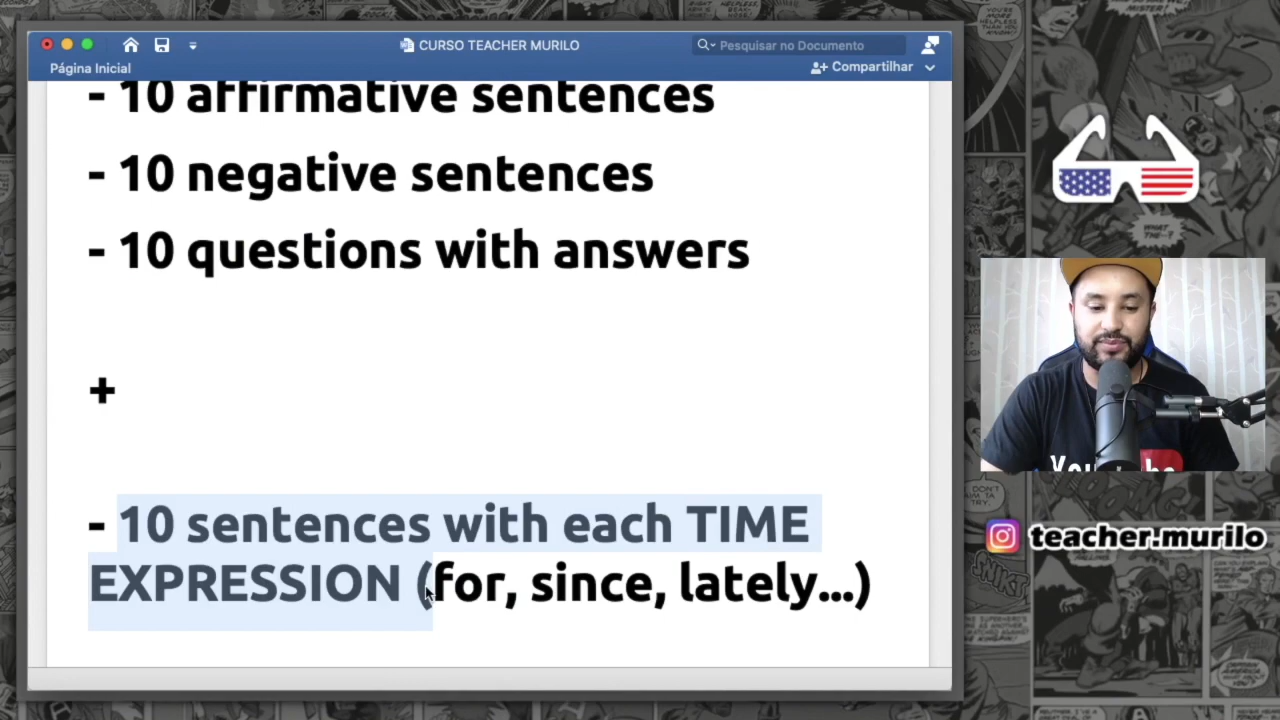 CURSO TEACHER MURILO
Pesquisar no Documento
Página Inicial
Compartilhar
- 10 affirmative sentences
- 10 negative sentences
- 10 questions with answers
+
- 10 sentences with each TIME
EXPRESSION (for, since, lately...)
YouTube
teacher.murilo